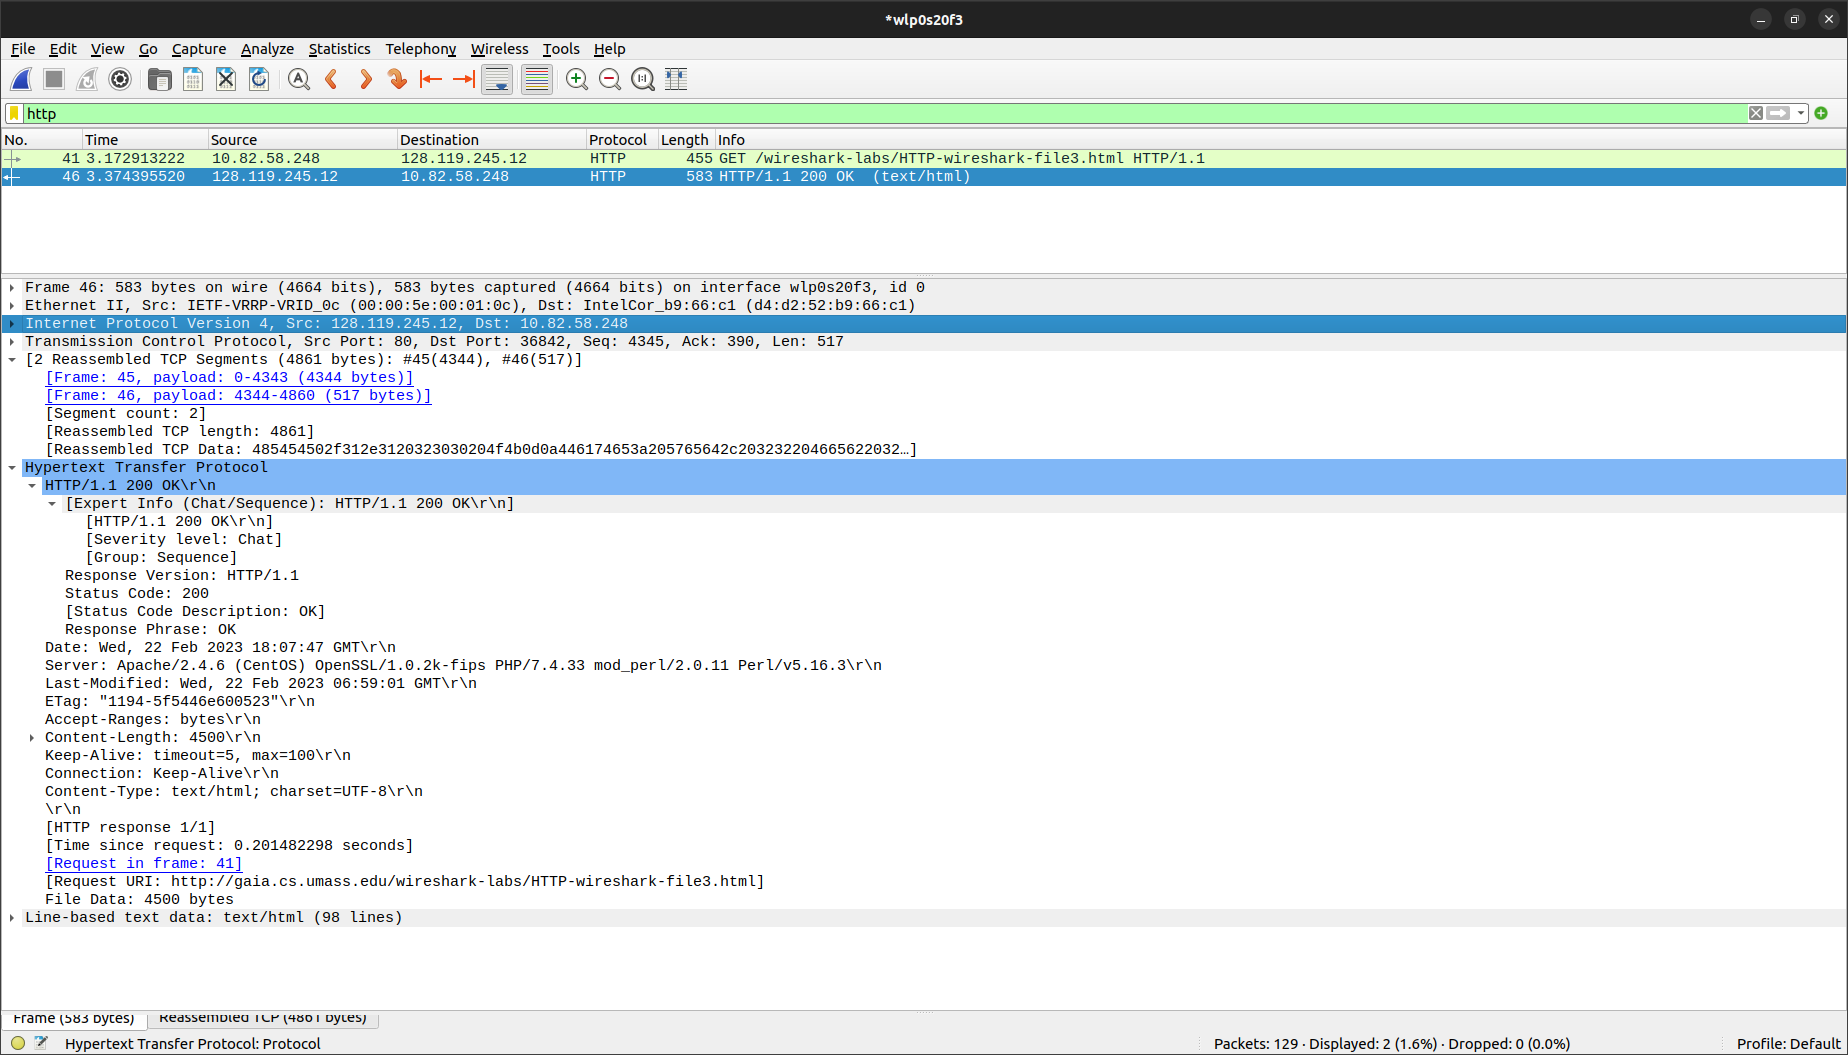 *wlp0s20f3
File Edit View Go Capture Analyze Statistics Telephony Wireless Tools Help
http
No. Time Source Destination Protocol Length Info
41 3.172913222 10.82.58.248 128.119.245.12 HTTP 455 GET /wireshark-labs/HTTP-wireshark-file3.html HTTP/1.1
46 3.374395520 128.119.245.12 10.82.58.248 HTTP 583 HTTP/1.1 200 OK (text/html)
Frame 46: 583 bytes on wire (4664 bits), 583 bytes captured (4664 bits) on interface wlp0s20f3, id 0
Ethernet II, Src: IETF-VRRP-VRID_0c (00:00:5e:00:01:0c), Dst: IntelCor_b9:66:c1 (d4:d2:52:b9:66:c1)
Internet Protocol Version 4, Src: 128.119.245.12, Dst: 10.82.58.248
Transmission Control Protocol, Src Port: 80, Dst Port: 36842, Seq: 4345, Ack: 390, Len: 517
[2 Reassembled TCP Segments (4861 bytes): #45(4344), #46(517)]
[Frame: 45, payload: 0-4343 (4344 bytes)]
[Frame: 46, payload: 4344-4860 (517 bytes)]
[Segment count: 2]
[Reassembled TCP length: 4861]
[Reassembled TCP Data: 485454502f312e3120323030204f4b0d0a446174653a205765642c203232204665622032…]
Hypertext Transfer Protocol
HTTP/1.1 200 OK\r\n
[Expert Info (Chat/Sequence): HTTP/1.1 200 OK\r\n]
[HTTP/1.1 200 OK\r\n]
[Severity level: Chat]
[Group: Sequence]
Response Version: HTTP/1.1
Status Code: 200
[Status Code Description: OK]
Response Phrase: OK
Date: Wed, 22 Feb 2023 18:07:47 GMT\r\n
Server: Apache/2.4.6 (CentOS) OpenSSL/1.0.2k-fips PHP/7.4.33 mod_perl/2.0.11 Perl/v5.16.3\r\n
Last-Modified: Wed, 22 Feb 2023 06:59:01 GMT\r\n
ETag: "1194-5f5446e600523"\r\n
Accept-Ranges: bytes\r\n
Content-Length: 4500\r\n
Keep-Alive: timeout=5, max=100\r\n
Connection: Keep-Alive\r\n
Content-Type: text/html; charset=UTF-8\r\n
\r\n
[HTTP response 1/1]
[Time since request: 0.201482298 seconds]
[Request in frame: 41]
[Request URI: http://gaia.cs.umass.edu/wireshark-labs/HTTP-wireshark-file3.html]
File Data: 4500 bytes
Line-based text data: text/html (98 lines)
Frame (583 bytes) Reassembled TCP (4861 bytes)
Hypertext Transfer Protocol: Protocol Packets: 129 · Displayed: 2 (1.6%) · Dropped: 0 (0.0%) Profile: Default